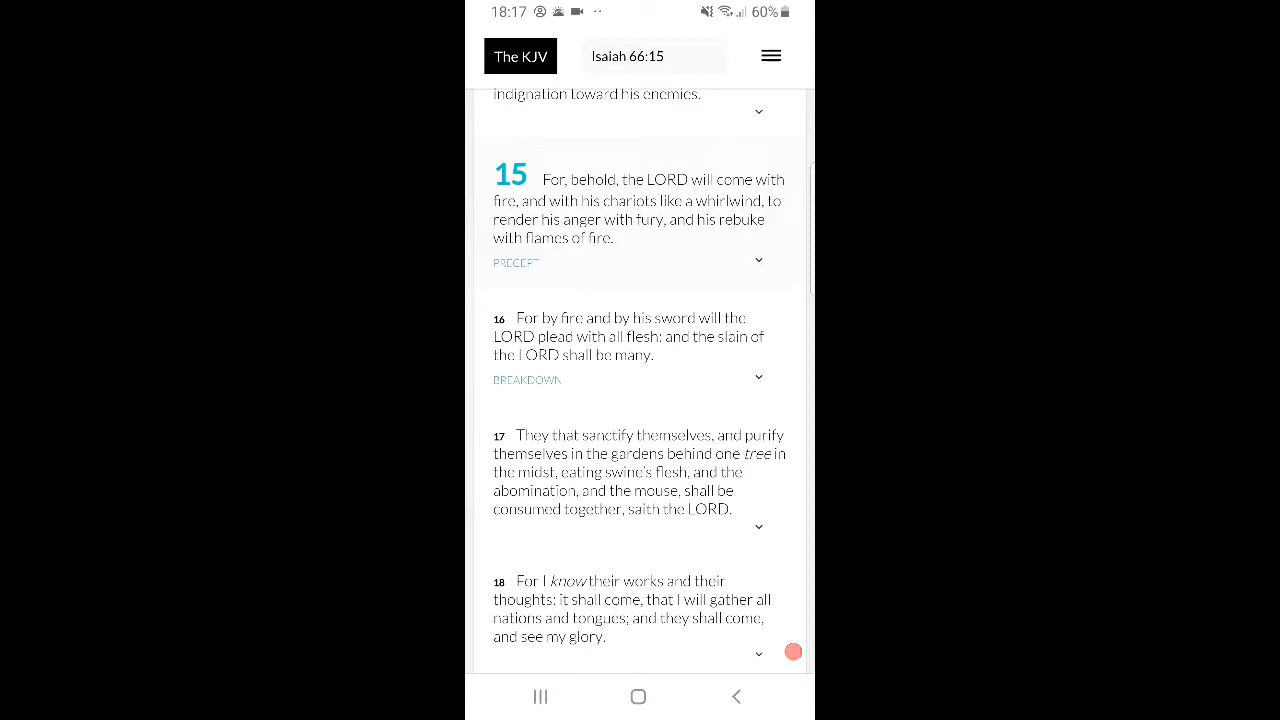 18:17
60%
The KJV
Isaiah 66:15
indignation toward his enemies.
15 For, behold, the LORD will come with
fire, and with his chariots like a whirlwind, to
render his anger with fury, and his rebuke
with flames of fire.
PRECEPT
16 For by fire and by his sword will the
LORD plead with all flesh: and the slain of
the LORD shall be many.
BREAKDOWN
17 They that sanctify themselves, and purify
themselves in the gardens behind one tree in
the midst, eating swine's flesh, and the
abomination, and the mouse, shall be
consumed together, saith the LORD.
18 For I know their works and their
thoughts: it shall come, that I will gather all
nations and tongues; and they shall come,
and see my glory.